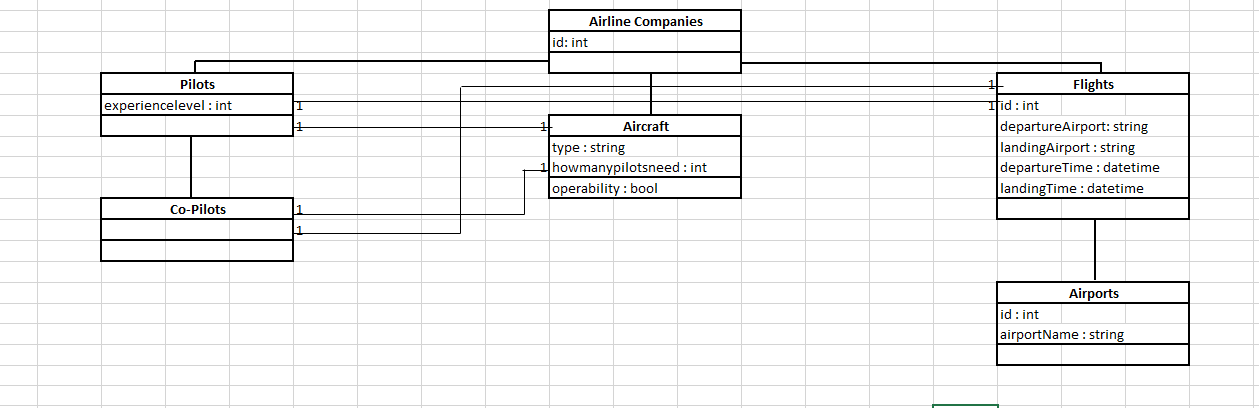 Airline Companies
id: int
Pilots
experiencelevel : int
1
1
Co-Pilots
1
1
1
Aircraft
type : string
1
howmanypilotsneed : int
operability : bool
1
Flights
1
id : int
departureAirport: string
landingAirport : string
departureTime : datetime
landingTime : datetime
Airports
id : int
airportName : string